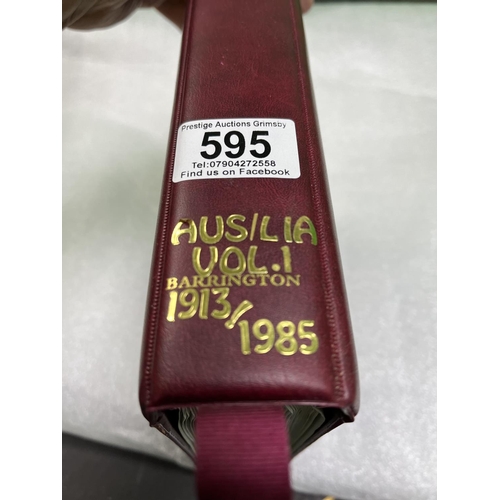 Prestige Auctions Grimsby
595
Tel:07904272558
Find us on Facebook
AUS/LIA
VOL.1
BARRINGTON
1913/
1985